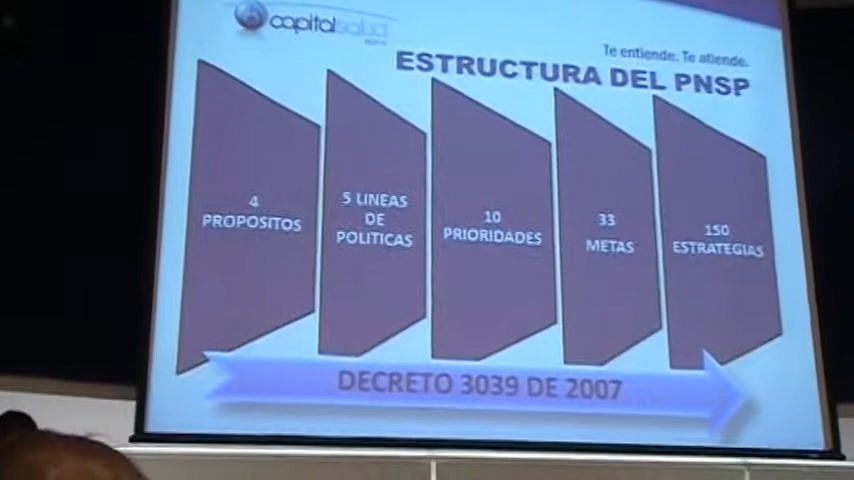 capitalsalud
Te entiende. Te atiende.
ESTRUCTURA DEL PNSP
4
PROPOSITOS
5 LINEAS
DE
POLITICAS
10
PRIORIDADES
33
METAS
150
ESTRATEGIAS
DECRETO 3039 DE 2007